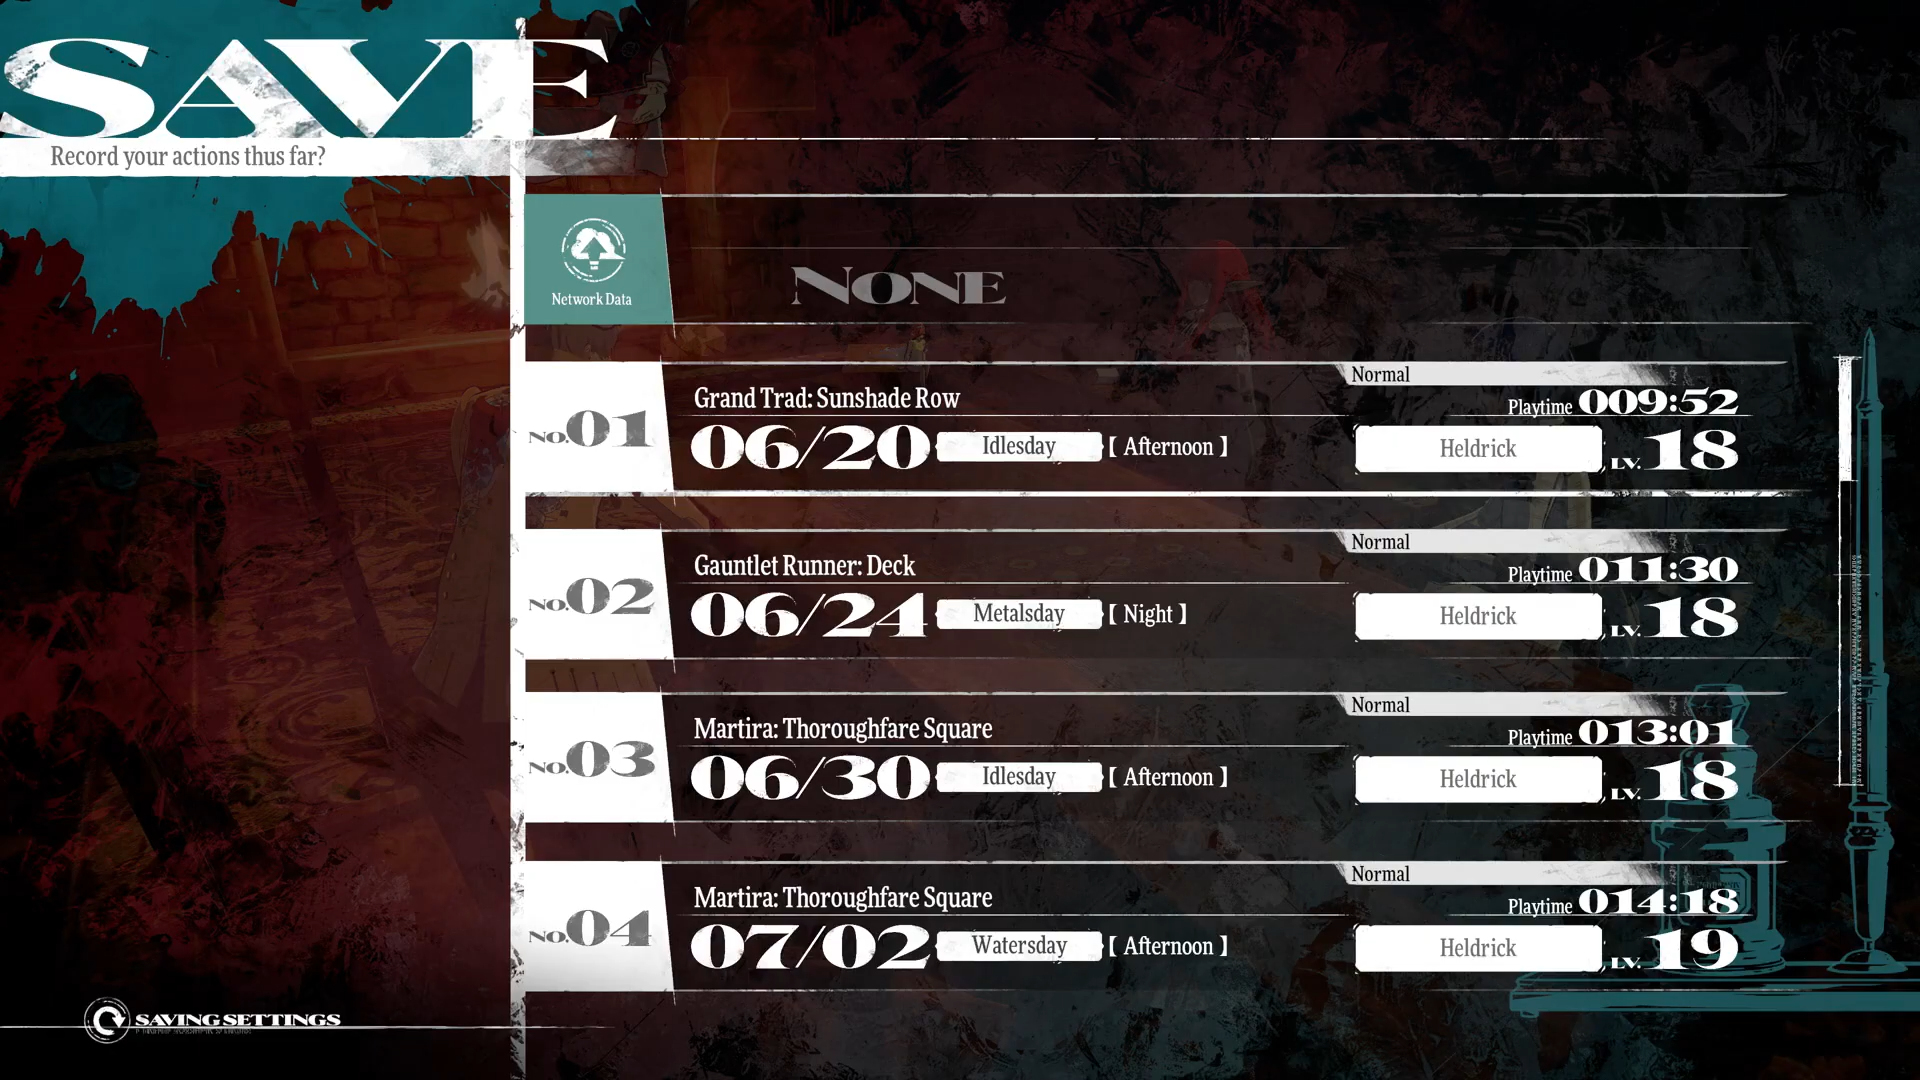 SAVE
Record your actions thus far?
Network Data
NONE
Normal
Grand Trad: Sunshade Row
Playtime 009:52
No.01
06/20 Idlesday 【 Afternoon 】
Heldrick LV. 18
Normal
Gauntlet Runner: Deck
Playtime 011:30
No.02
06/24 Metalsday 【 Night 】
Heldrick LV. 18
Normal
Martira: Thoroughfare Square
Playtime 013:01
No.03
06/30 Idlesday 【 Afternoon 】
Heldrick LV. 18
Normal
Martira: Thoroughfare Square
Playtime 014:18
No.04
07/02 Watersday 【 Afternoon 】
Heldrick LV. 19
SAVING SETTINGS